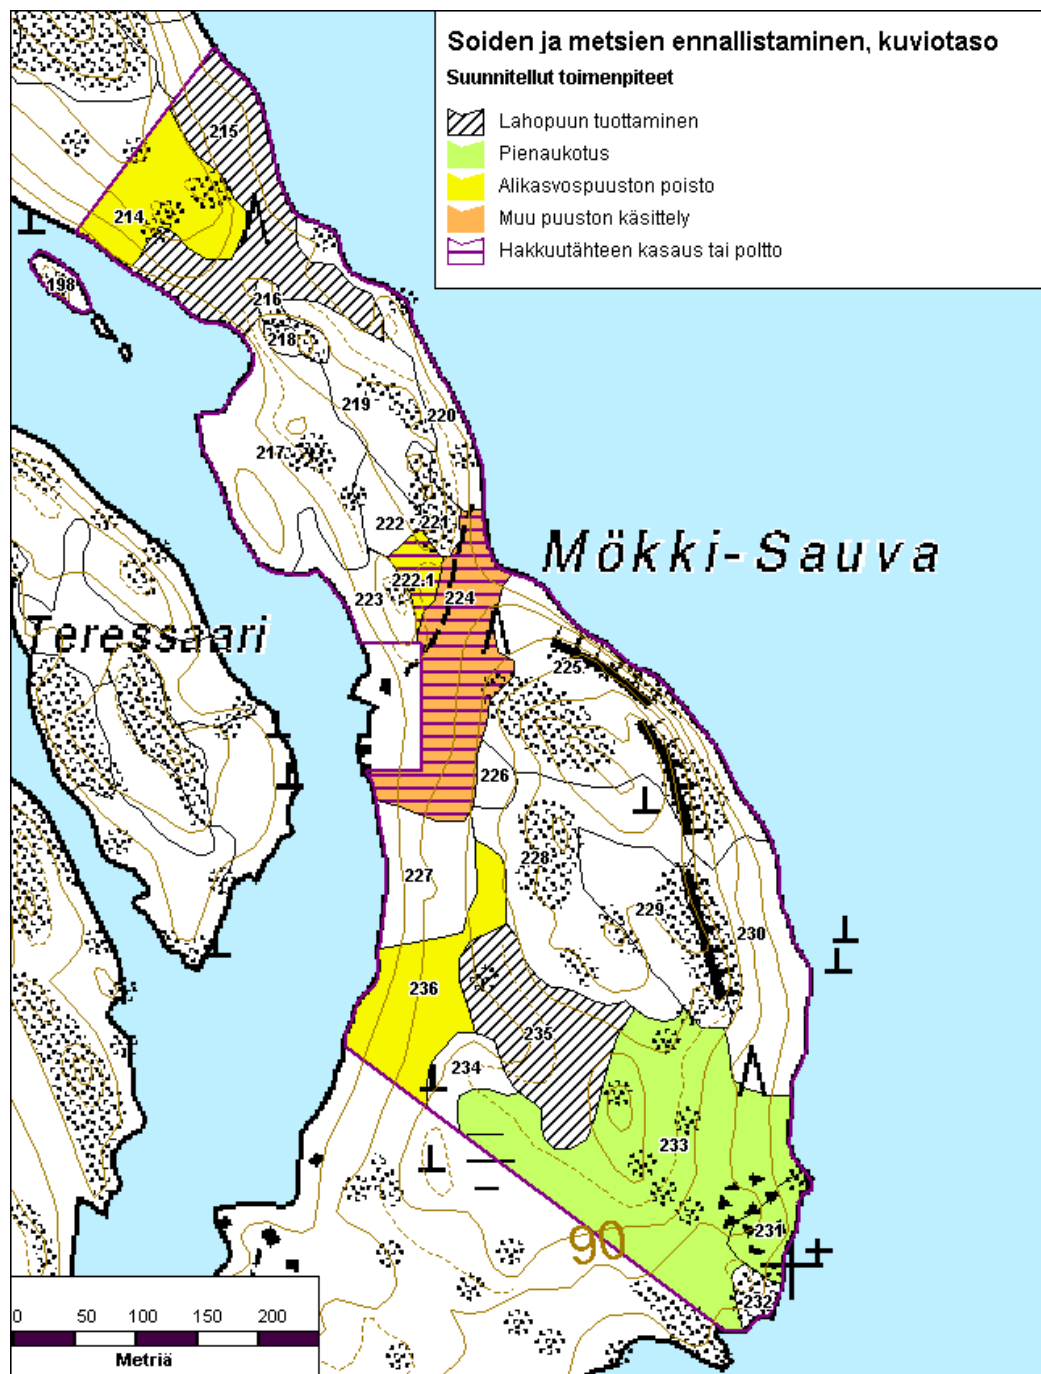 Soiden ja metsien ennallistaminen, kuviotaso
Suunnitellut toimenpiteet
Lahopuun tuottaminen
Pienaukotus
Alikasvospuuston poisto
Muu puuston käsittely
Hakkuutähteen kasaus tai poltto
215
214
198
216
218
219
220
217
222
221
Mökki-Sauva
222.1
224
223
Teressaari
225
226
228
227
229
230
236
235
234
233
231
90
232
0 50 100 150 200
Metriä